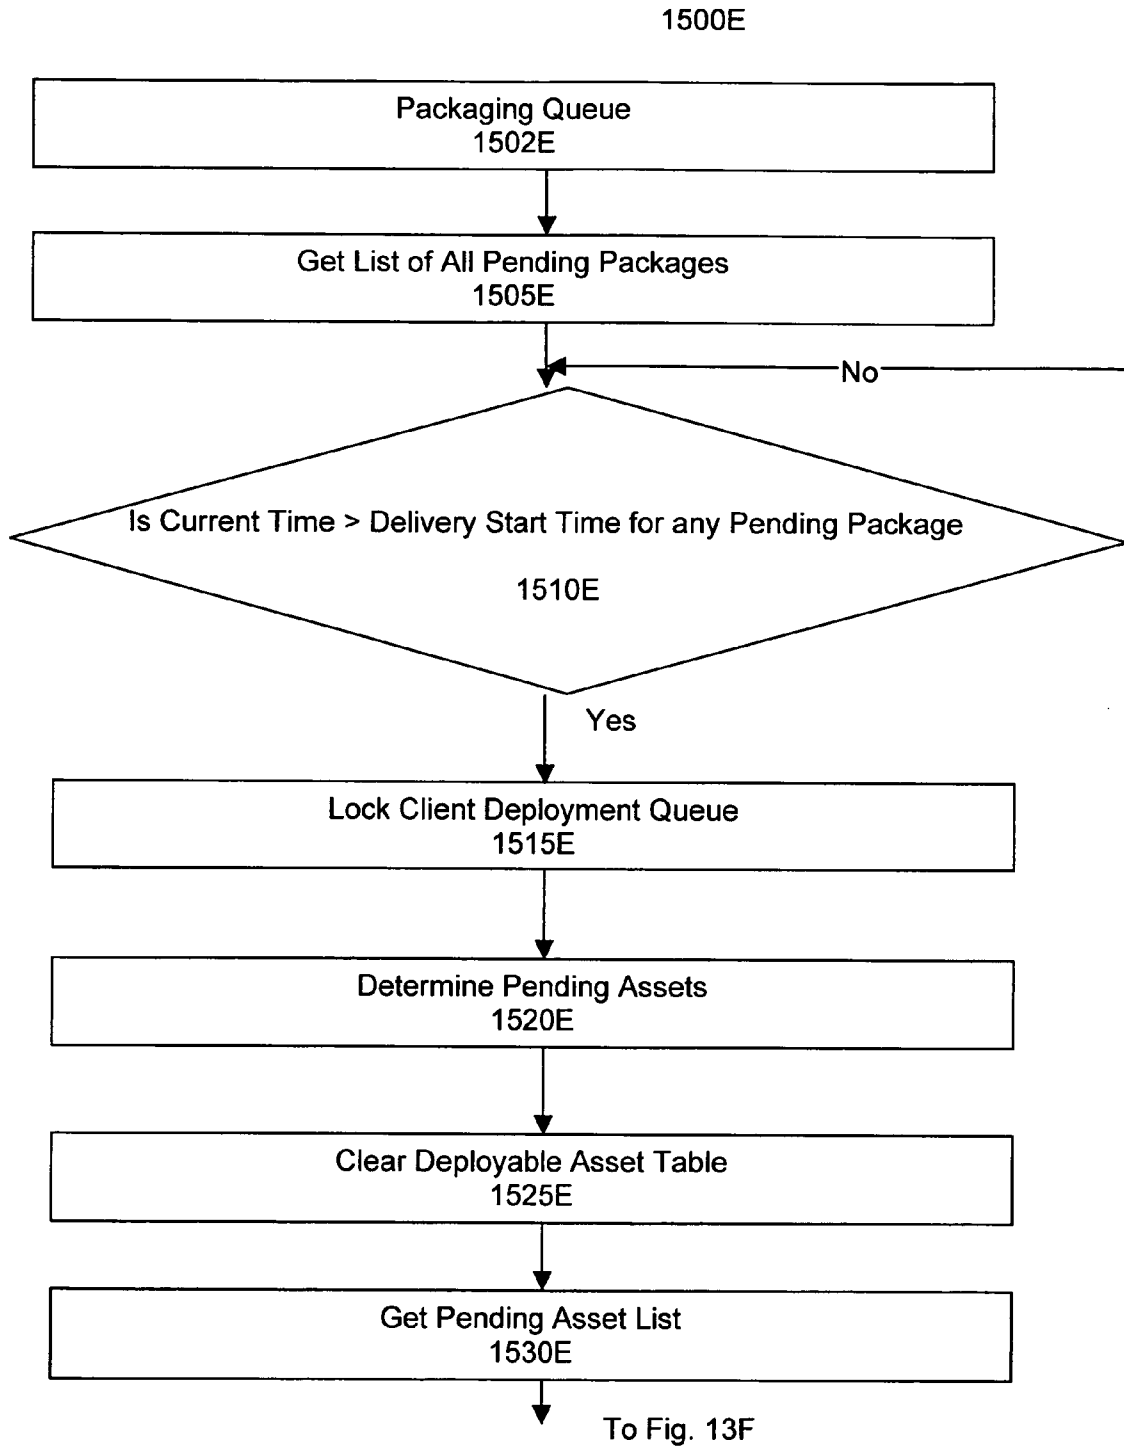 1500E
Packaging Queue
1502E
Get List of All Pending Packages
1505E
No
Is Current Time > Delivery Start Time for any Pending Package
1510E
Yes
Lock Client Deployment Queue
1515E
Determine Pending Assets
1520E
Clear Deployable Asset Table
1525E
Get Pending Asset List
1530E
To Fig. 13F